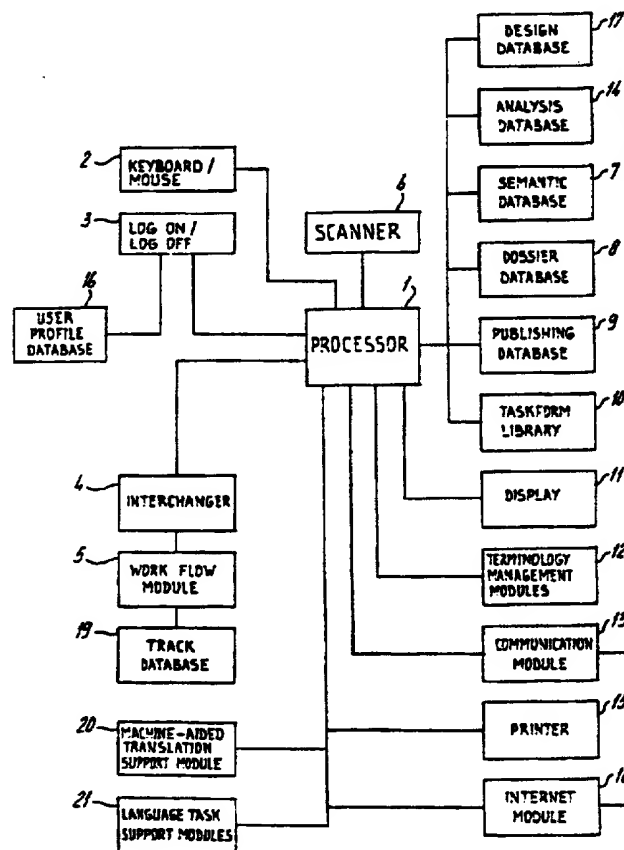 DESIGN
DATABASE
17
ANALYSIS
DATABASE
14
2
KEYBOARD /
MOUSE
SEMANTIC
DATABASE
7
3
LOG ON /
LOG OFF
6
SCANNER
DOSSIER
DATABASE
8
16
USER
PROFILE
DATABASE
1
PROCESSOR
PUBLISHING
DATABASE
9
TASKFORM
LIBRARY
10
4
INTERCHANGER
DISPLAY
11
5
WORK FLOW
MODULE
TERMINOLOGY
MANAGEMENT
MODULES
12
19
TRACK
DATABASE
COMMUNICATION
MODULE
13
20
MACHINE-AIDED
TRANSLATION
SUPPORT MODULE
PRINTER
15
21
LANGUAGE TASK
SUPPORT MODULES
INTERNET
MODULE